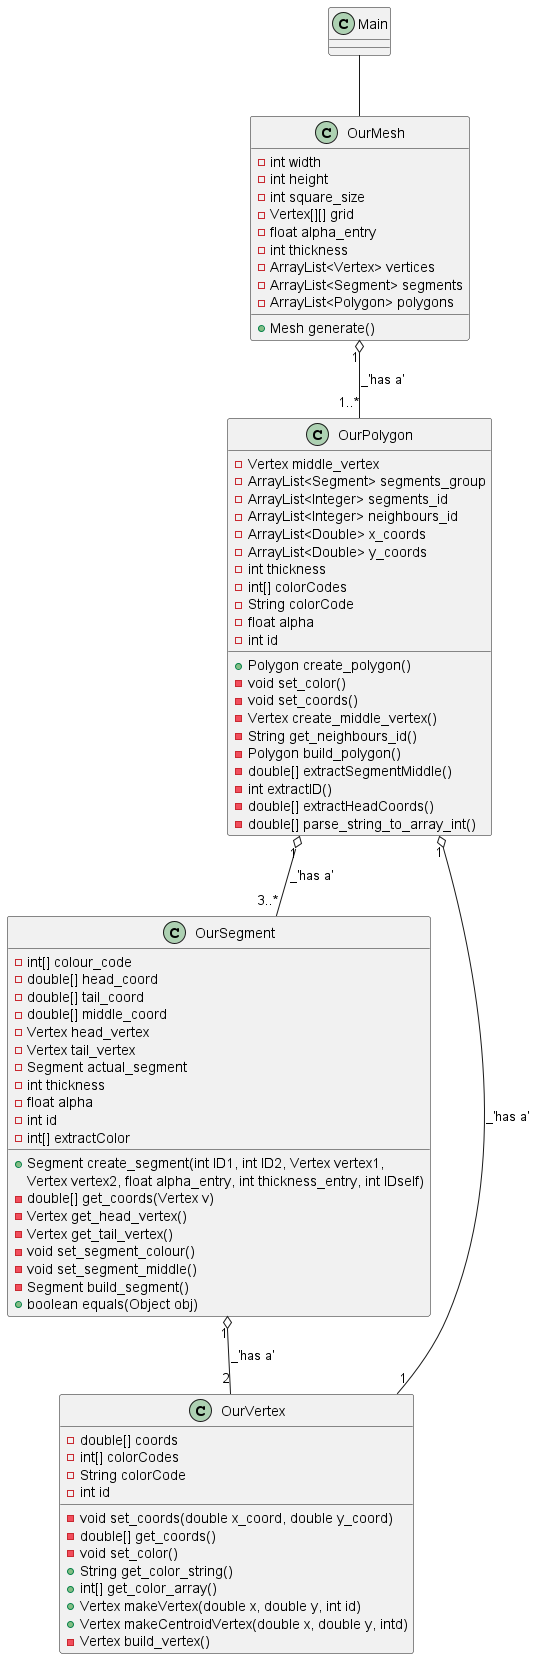 C Main
C OurMesh
int width
int height
int square_size
Vertex[][] grid
float alpha_entry
int thickness
ArrayList<Vertex> vertices
ArrayList<Segment> segments
ArrayList<Polygon> polygons
Mesh generate()
1
_'has a'
1..*
C OurPolygon
Vertex middle_vertex
ArrayList<Segment> segments_group
ArrayList<Integer> segments_id
ArrayList<Integer> neighbours_id
ArrayList<Double> x_coords
ArrayList<Double> y_coords
int thickness
int[] colorCodes
String colorCode
float alpha
int id
Polygon create_polygon()
void set_color()
void set_coords()
Vertex create_middle_vertex()
String get_neighbours_id()
Polygon build_polygon()
double[] extractSegmentMiddle()
int extractID()
double[] extractHeadCoords()
double[] parse_string_to_array_int()
1 1
_'has a'
3..*
C OurSegment
int[] colour_code
double[] head_coord
double[] tail_coord
double[] middle_coord
Vertex head_vertex
Vertex tail_vertex
Segment actual_segment
int thickness
float alpha
int id
int[] extractColor
_'has a'
Segment create_segment(int ID1, int ID2, Vertex vertex1,
Vertex vertex2, float alpha_entry, int thickness_entry, int IDself)
double[] get_coords(Vertex v)
Vertex get_head_vertex()
Vertex get_tail_vertex()
void set_segment_colour()
void set_segment_middle()
Segment build_segment()
boolean equals(Object obj)
1
_'has a'
2 1
C OurVertex
double[] coords
int[] colorCodes
String colorCode
int id
void set_coords(double x_coord, double y_coord)
double[] get_coords()
void set_color()
String get_color_string()
int[] get_color_array()
Vertex makeVertex(double x, double y, int id)
Vertex makeCentroidVertex(double x, double y, intd)
Vertex build_vertex()